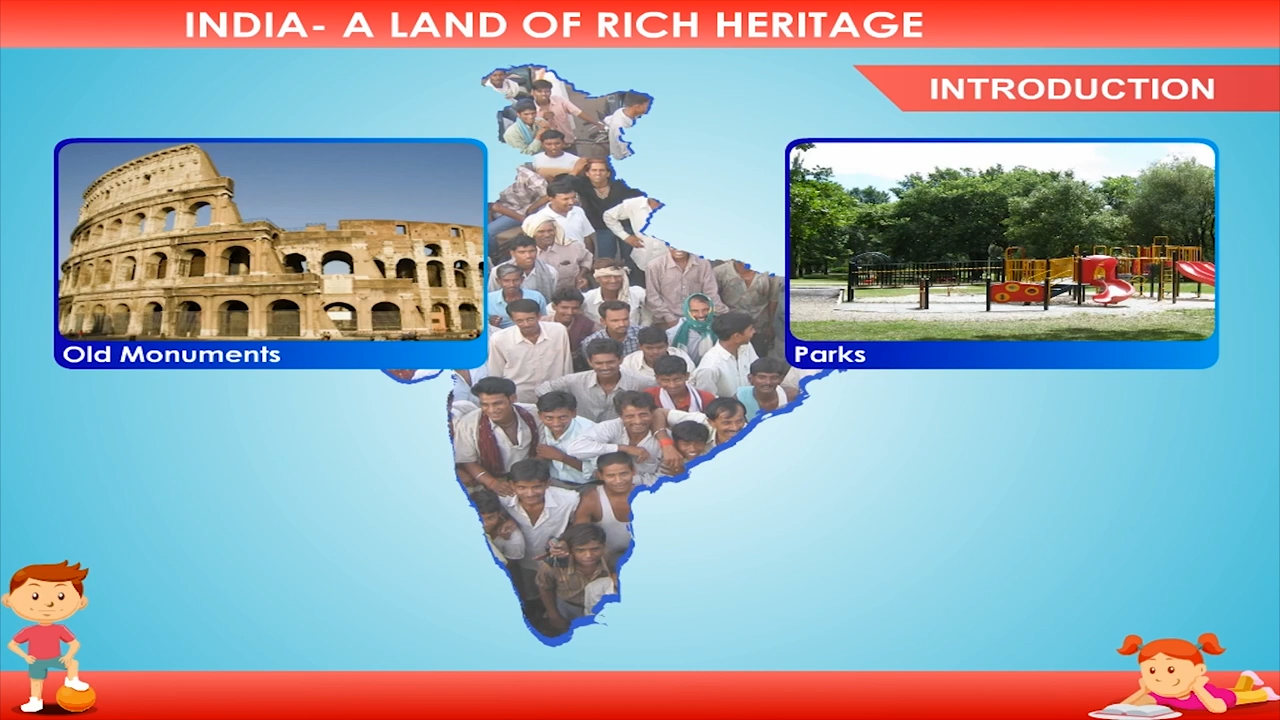 INDIA- A LAND OF RICH HERITAGE
INTRODUCTION
Old Monuments
Parks